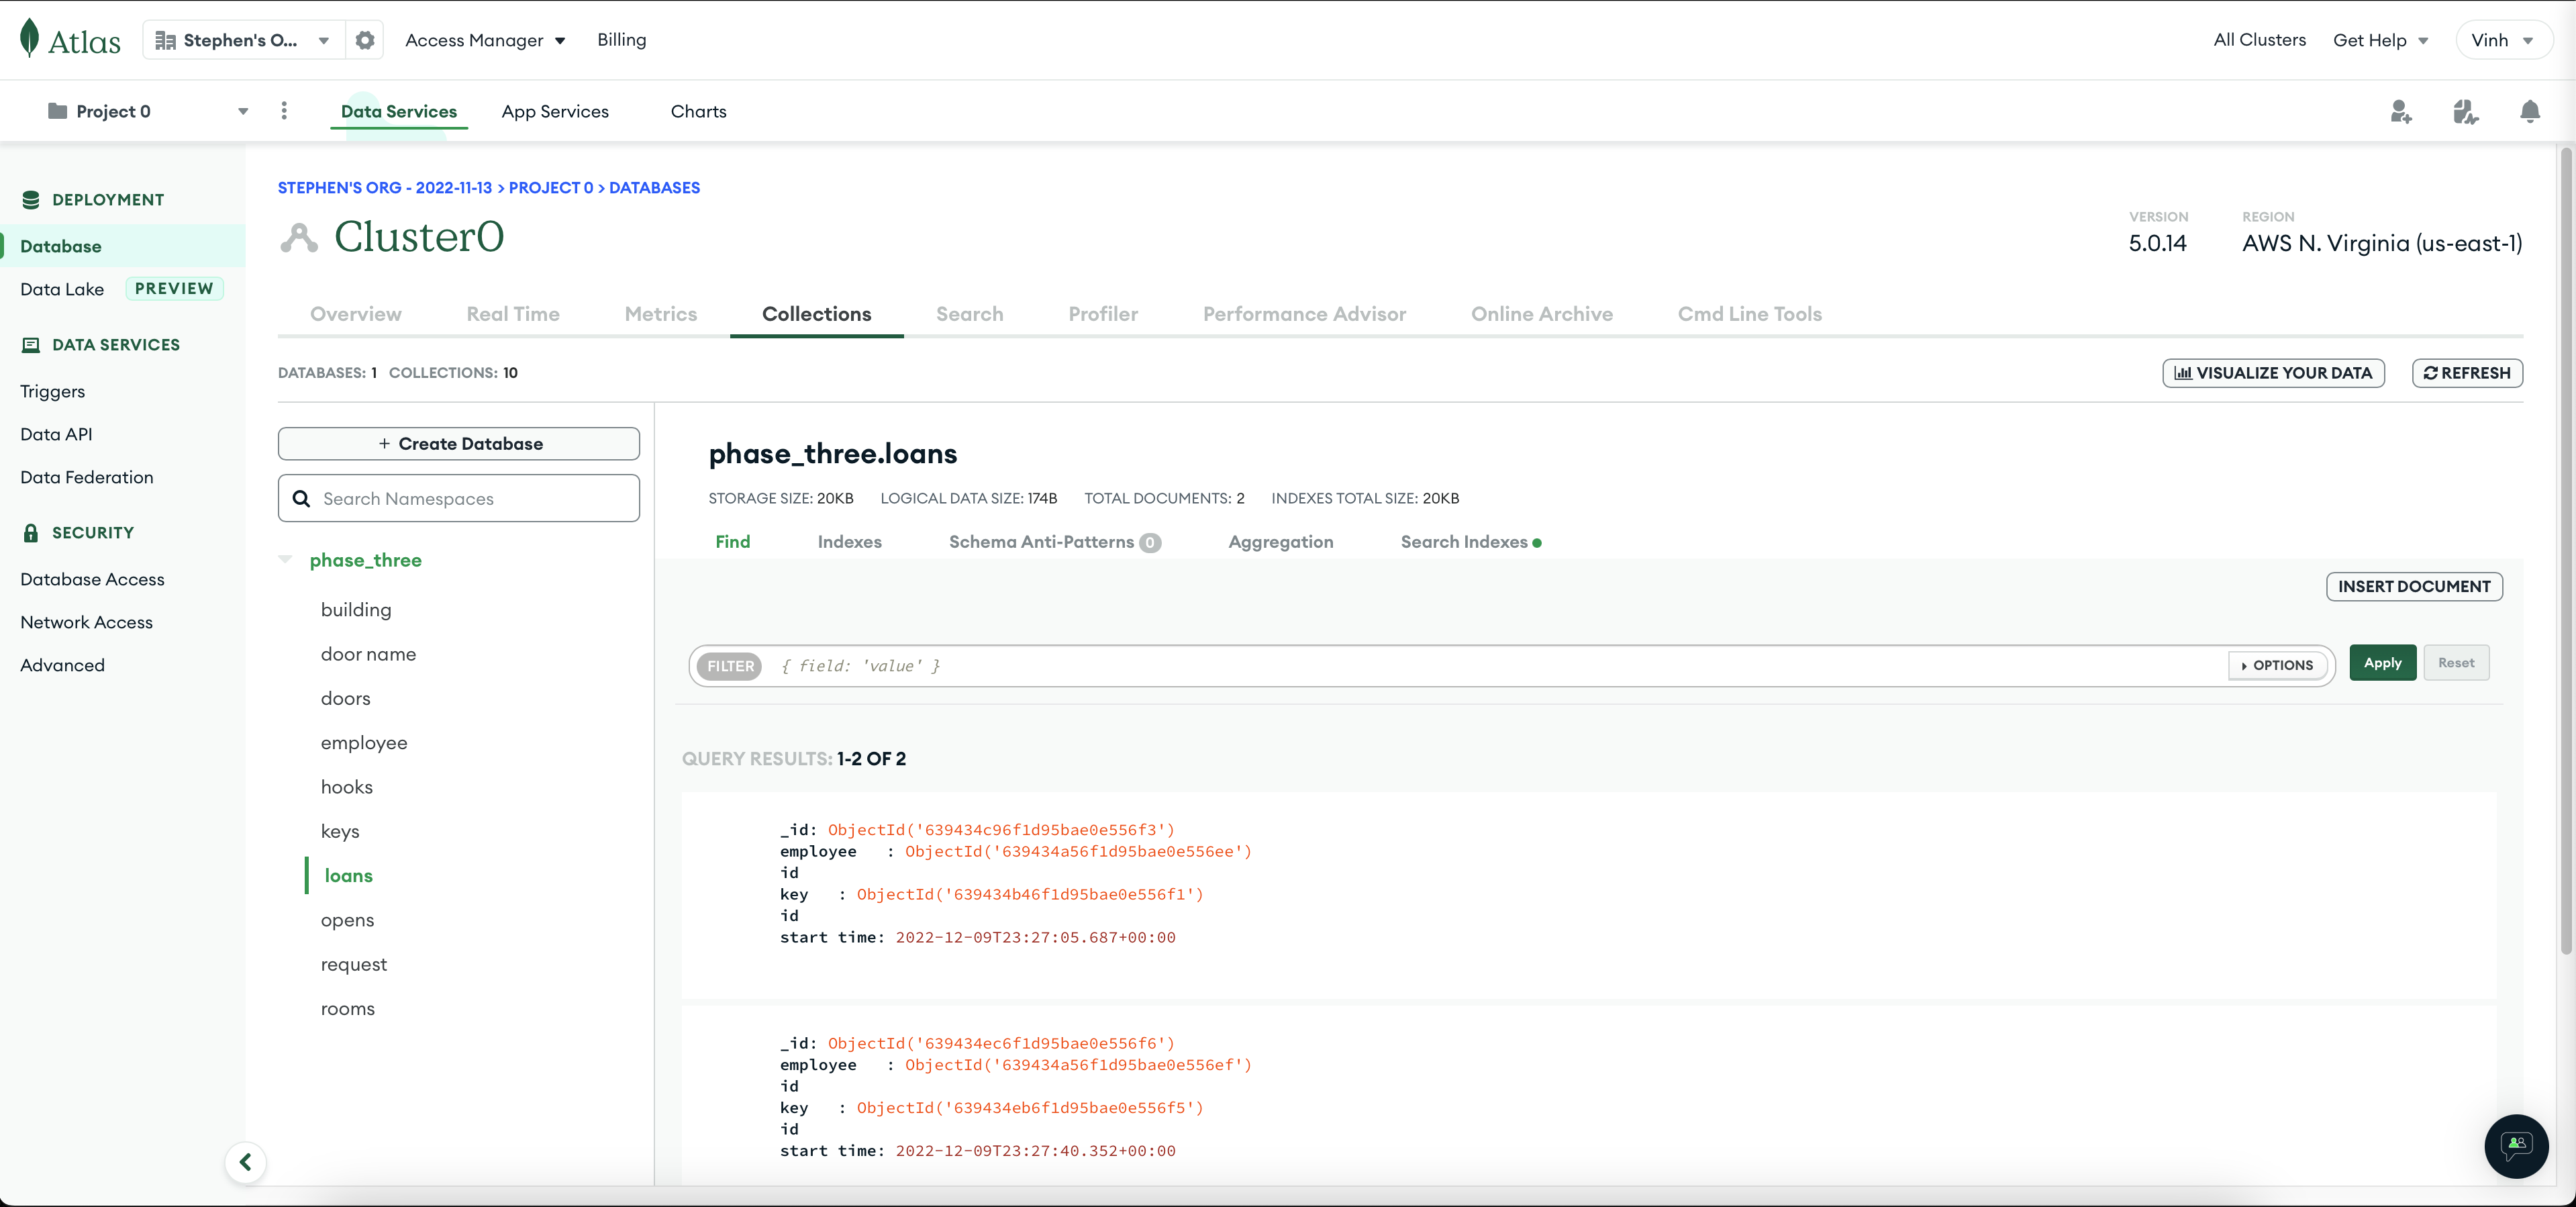 Atlas
Stephen's O...
Access Manager
Billing
All Clusters
Get Help
Vinh
Project 0
Data Services
App Services
Charts
DEPLOYMENT
Database
Data Lake PREVIEW
DATA SERVICES
Triggers
Data API
Data Federation
SECURITY
Database Access
Network Access
Advanced
STEPHEN'S ORG - 2022-11-13 > PROJECT 0 > DATABASES
Cluster0
VERSION
5.0.14
REGION
AWS N. Virginia (us-east-1)
Overview
Real Time
Metrics
Collections
Search
Profiler
Performance Advisor
Online Archive
Cmd Line Tools
DATABASES: 1 COLLECTIONS: 10
VISUALIZE YOUR DATA
REFRESH
+ Create Database
Search Namespaces
phase_three
building
door name
doors
employee
hooks
keys
loans
opens
request
rooms
phase_three.loans
STORAGE SIZE: 20KB LOGICAL DATA SIZE: 174B TOTAL DOCUMENTS: 2 INDEXES TOTAL SIZE: 20KB
Find
Indexes
Schema Anti-Patterns 0
Aggregation
Search Indexes
INSERT DOCUMENT
FILTER { field: 'value' }
OPTIONS
Apply
Reset
QUERY RESULTS: 1-2 OF 2
_id: ObjectId('639434c96f1d95bae0e556f3')
employee : ObjectId('639434a56f1d95bae0e556ee')
id
key : ObjectId('639434b46f1d95bae0e556f1')
id
start time: 2022-12-09T23:27:05.687+00:00
_id: ObjectId('639434ec6f1d95bae0e556f6')
employee : ObjectId('639434a56f1d95bae0e556ef')
id
key : ObjectId('639434eb6f1d95bae0e556f5')
id
start time: 2022-12-09T23:27:40.352+00:00